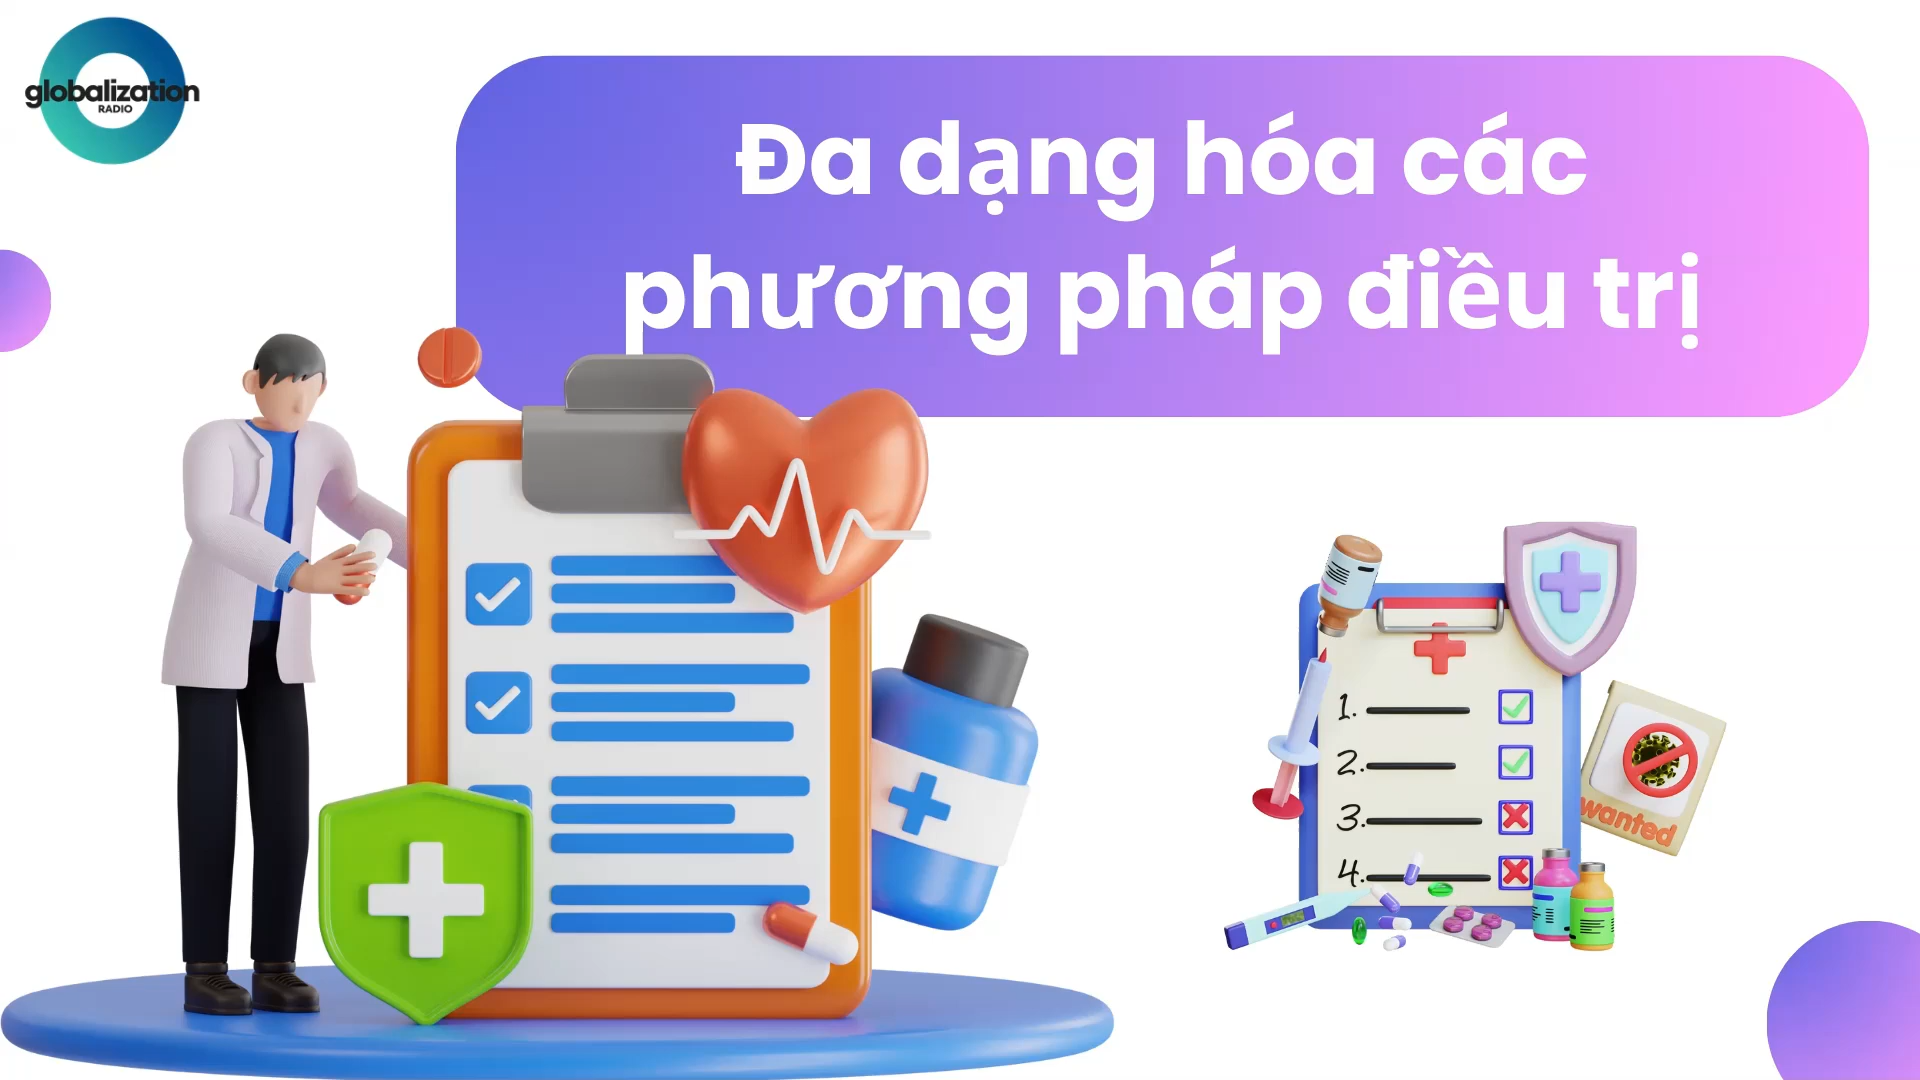 globalization
RADIO
Đa dạng hóa các
phương pháp điều trị
1.
2.
3.
4.
wanted